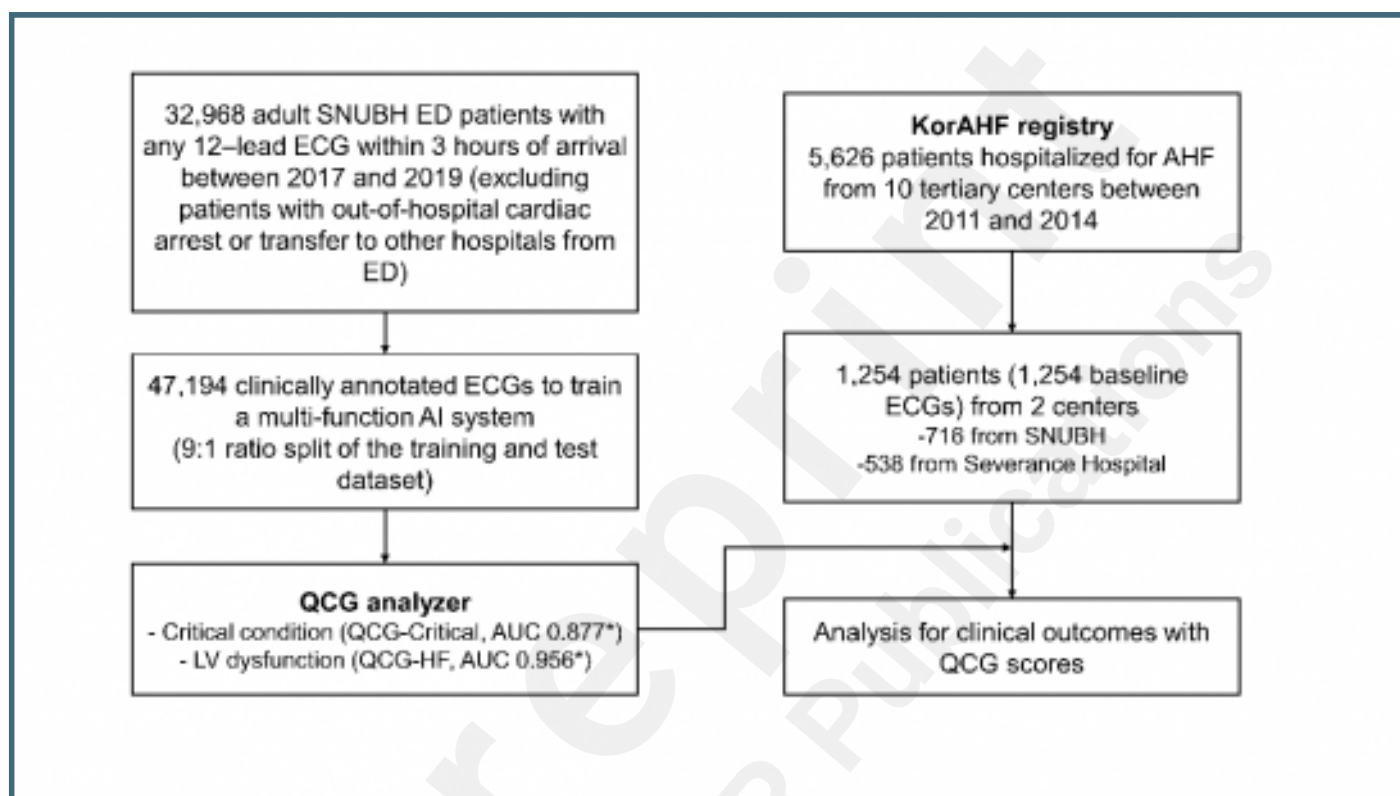 32,968 adult SNUBH ED patients with
any 12–lead ECG within 3 hours of arrival
between 2017 and 2019 (excluding
patients with out-of-hospital cardiac
arrest or transfer to other hospitals from
ED)
47,194 clinically annotated ECGs to train
a multi-function AI system
(9:1 ratio split of the training and test
dataset)
QCG analyzer
- Critical condition (QCG-Critical, AUC 0.877*)
- LV dysfunction (QCG-HF, AUC 0.956*)
KorAHF registry
5,626 patients hospitalized for AHF
from 10 tertiary centers between
2011 and 2014
1,254 patients (1,254 baseline
ECGs) from 2 centers
-716 from SNUBH
-538 from Severance Hospital
Analysis for clinical outcomes with
QCG scores
reprint
Publications